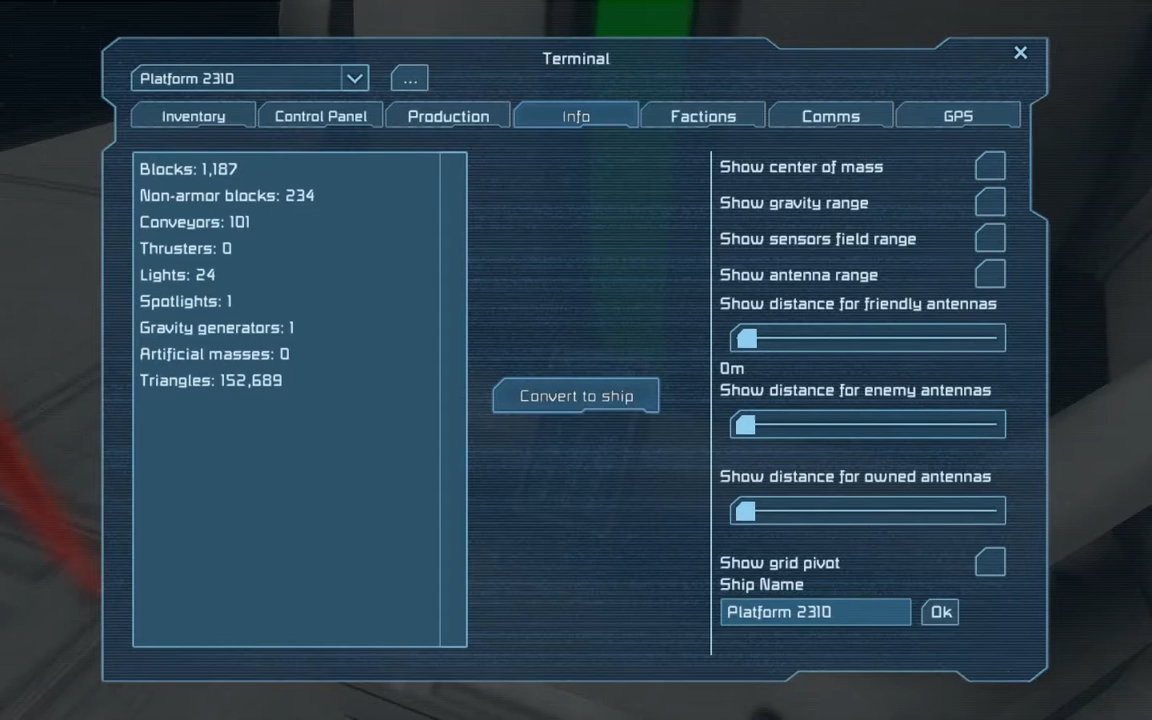 Terminal
Platform 2310
...
Inventory
Control Panel
Production
Info
Factions
Comms
GPS
Blocks: 1,187
Non-armor blocks: 234
Conveyors: 101
Thrusters: 0
Lights: 24
Spotlights: 1
Gravity generators: 1
Artificial masses: 0
Triangles: 152,689
Convert to ship
Show center of mass
Show gravity range
Show sensors field range
Show antenna range
Show distance for friendly antennas
0m
Show distance for enemy antennas
Show distance for owned antennas
Show grid pivot
Ship Name
Platform 2310
Ok